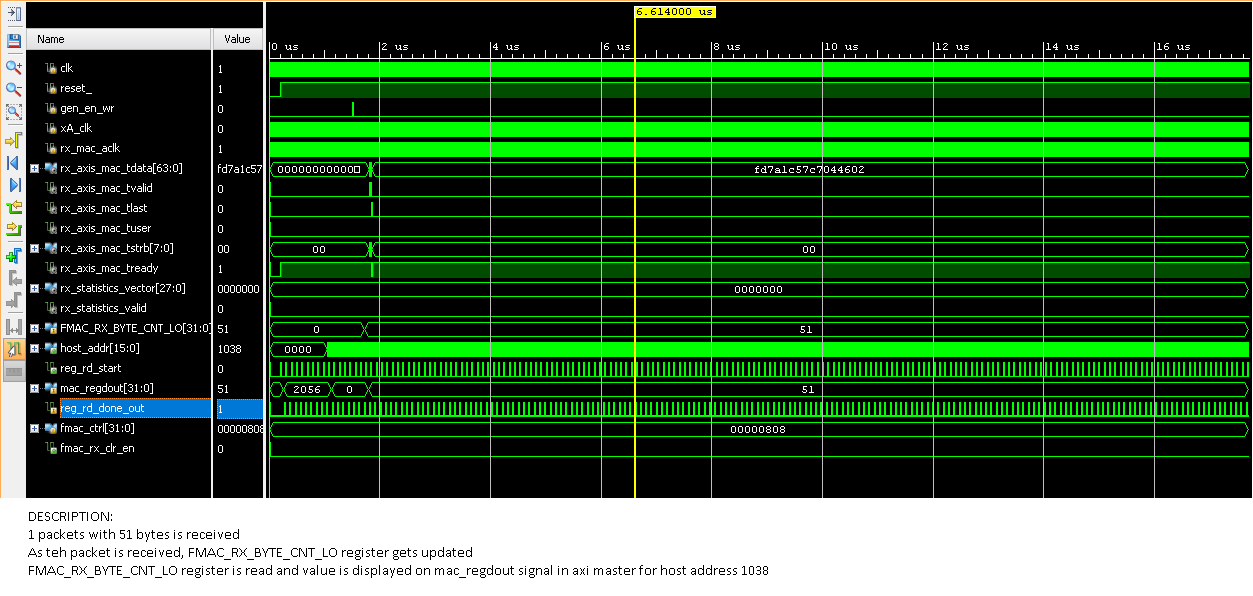 6.614000 us
Name Value
0 us 2 us 4 us 6 us 8 us 10 us 12 us 14 us 16 us
clk 1
reset_ 1
gen_en_wr 0
xA_clk 0
rx_mac_aclk 1
rx_axis_mac_tdata[63:0] fd7a1c57 000000000000 fd7a1c57c7044602
rx_axis_mac_tvalid 0
rx_axis_mac_tlast 0
rx_axis_mac_tuser 0
rx_axis_mac_tstrb[7:0] 00 00 00
rx_axis_mac_tready 1
rx_statistics_vector[27:0] 0000000 0000000
rx_statistics_valid 0
FMAC_RX_BYTE_CNT_LO[31:0] 51 0 51
host_addr[15:0] 1038 0000
reg_rd_start 0
mac_regdout[31:0] 51 2056 0 51
reg_rd_done_out 1
fmac_ctrl[31:0] 00000808 00000808
fmac_rx_clr_en 0
DESCRIPTION:
1 packets with 51 bytes is received
As teh packet is received, FMAC_RX_BYTE_CNT_LO register gets updated
FMAC_RX_BYTE_CNT_LO register is read and value is displayed on mac_regdout signal in axi master for host address 1038